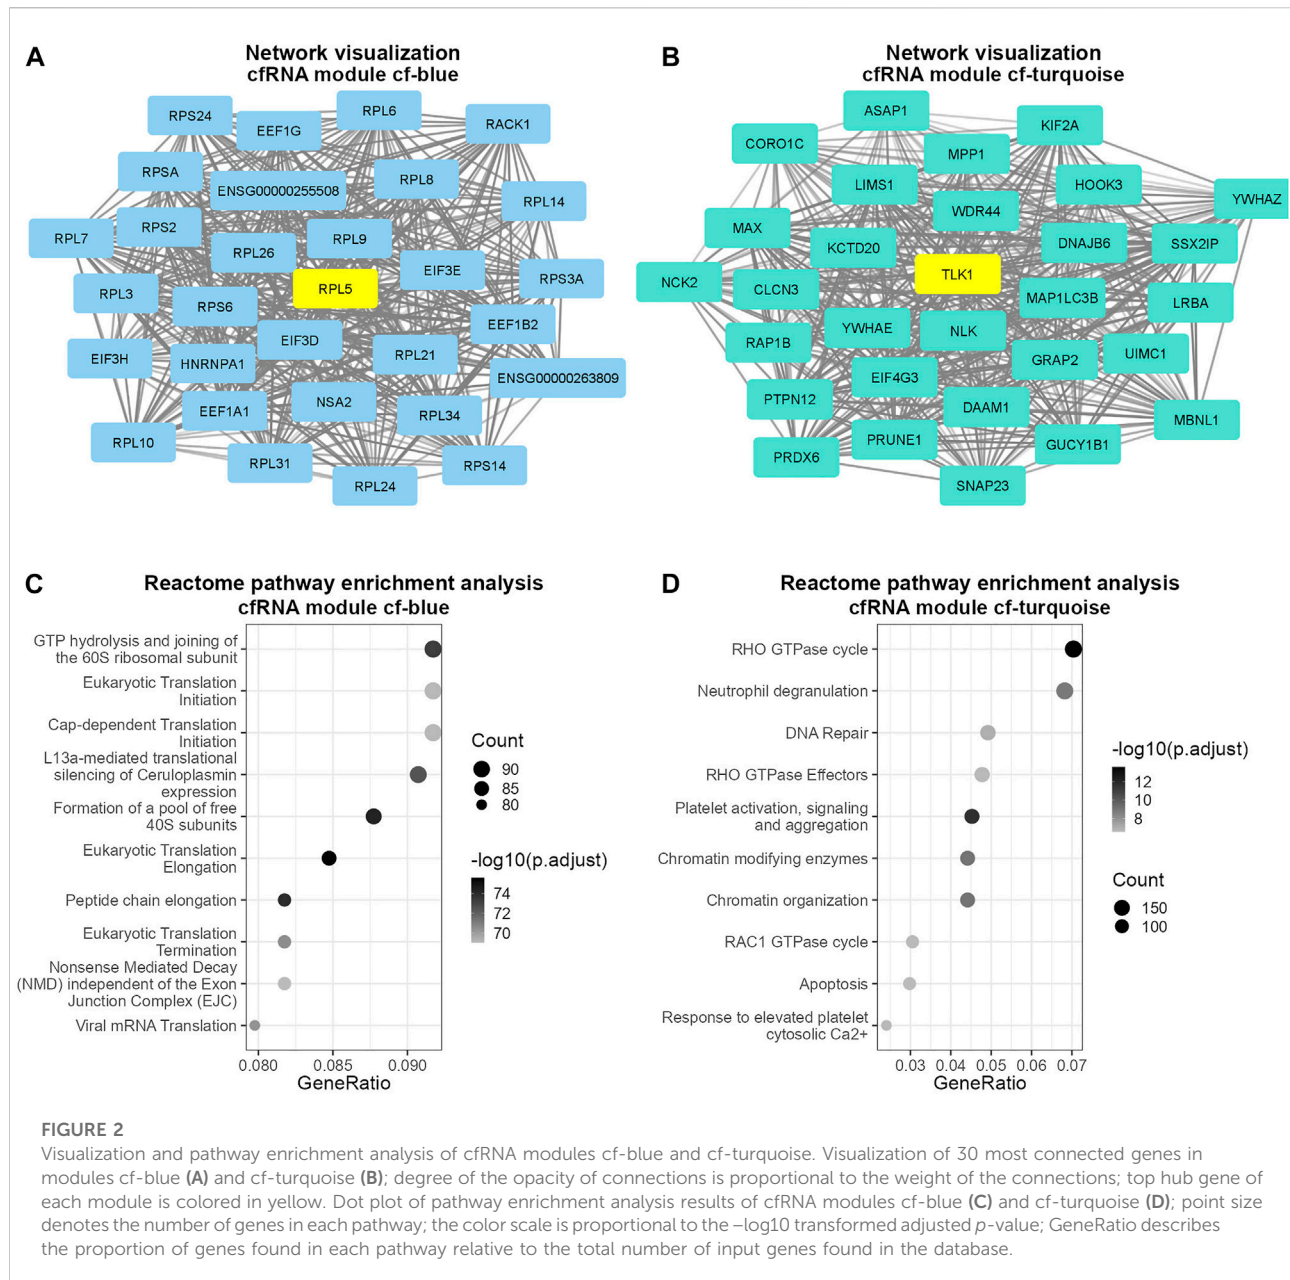 A
Network visualization
cfRNA module cf-blue
RPS24
EEF1G
RPL6
RACK1
RPSA
ENSG00000255508
RPL8
RPL14
RPL7
RPS2
RPL26
RPL9
EIF3E
RPS3A
RPL3
RPS6
RPL5
EEF1B2
EIF3H
HNRNPA1
EIF3D
RPL21
ENSG00000263809
EEF1A1
NSA2
RPL34
RPL10
RPL31
RPL24
RPS14
B
Network visualization
cfRNA module cf-turquoise
ASAP1
KIF2A
CORO1C
MPP1
LIMS1
HOOK3
YWHAZ
WDR44
MAX
KCTD20
DNAJB6
SSX2IP
NCK2
CLCN3
TLK1
MAP1LC3B
LRBA
RAP1B
YWHAE
NLK
GRAP2
UIMC1
PTPN12
EIF4G3
DAAM1
MBNL1
PRDX6
PRUNE1
GUCY1B1
SNAP23
C
Reactome pathway enrichment analysis
cfRNA module cf-blue
GTP hydrolysis and joining of
the 60S ribosomal subunit
Eukaryotic Translation
Initiation
Cap-dependent Translation
Initiation
L13a-mediated translational
silencing of Ceruloplasmin
expression
Formation of a pool of free
40S subunits
Eukaryotic Translation
Elongation
Peptide chain elongation
Eukaryotic Translation
Termination
Nonsense Mediated Decay
(NMD) independent of the Exon
Junction Complex (EJC)
Viral mRNA Translation
0.080 0.085 0.090
GeneRatio
Count
90
85
80
-log10(p.adjust)
74
72
70
D
Reactome pathway enrichment analysis
cfRNA module cf-turquoise
RHO GTPase cycle
Neutrophil degranulation
DNA Repair
RHO GTPase Effectors
Platelet activation, signaling
and aggregation
Chromatin modifying enzymes
Chromatin organization
RAC1 GTPase cycle
Apoptosis
Response to elevated platelet
cytosolic Ca2+
0.03 0.04 0.05 0.06 0.07
GeneRatio
-log10(p.adjust)
12
10
8
Count
150
100
FIGURE 2
Visualization and pathway enrichment analysis of cfRNA modules cf-blue and cf-turquoise. Visualization of 30 most connected genes in
modules cf-blue (A) and cf-turquoise (B); degree of the opacity of connections is proportional to the weight of the connections; top hub gene of
each module is colored in yellow. Dot plot of pathway enrichment analysis results of cfRNA modules cf-blue (C) and cf-turquoise (D); point size
denotes the number of genes in each pathway; the color scale is proportional to the –log10 transformed adjusted p-value; GeneRatio describes
the proportion of genes found in each pathway relative to the total number of input genes found in the database.